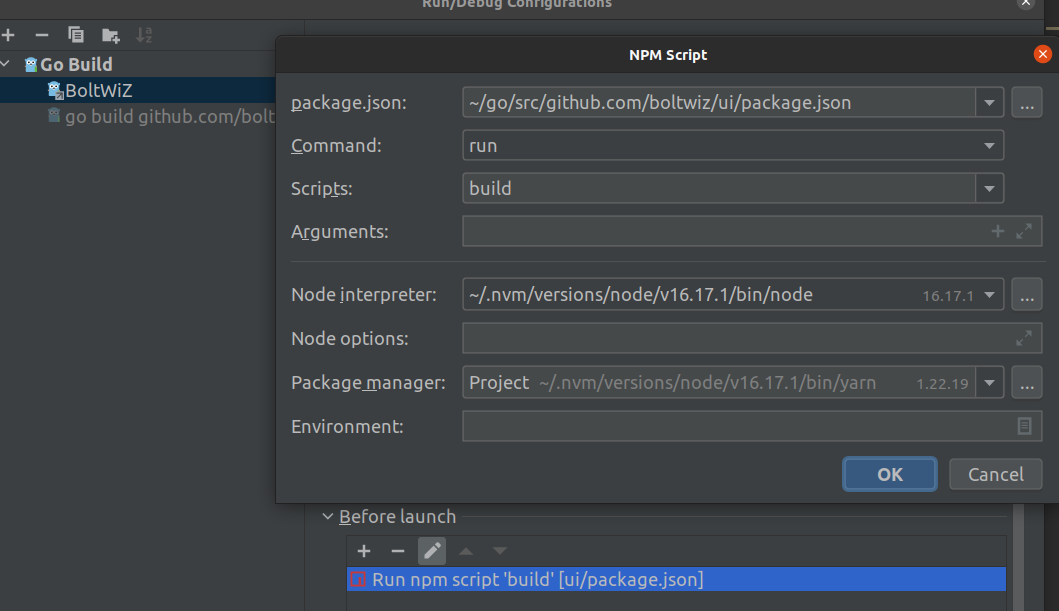 Run/Debug Configurations
Go Build
BoltWiZ
go build github.com/bolt
NPM Script
package.json: ~/go/src/github.com/boltwiz/ui/package.json ...
Command: run
Scripts: build
Arguments:
Node interpreter: ~/.nvm/versions/node/v16.17.1/bin/node 16.17.1 ...
Node options:
Package manager: Project ~/.nvm/versions/node/v16.17.1/bin/yarn 1.22.19 ...
Environment:
OK Cancel
Before launch
Run npm script 'build' [ui/package.json]